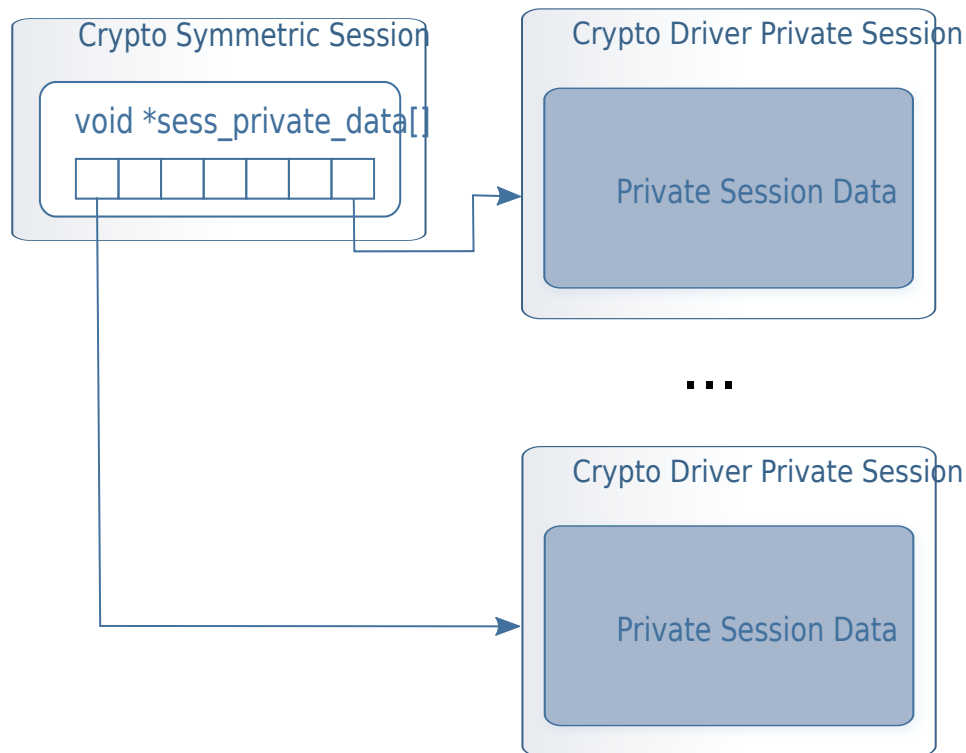 Crypto Symmetric Session
void *sess_private_data[]
Crypto Driver Private Session
Private Session Data
...
Crypto Driver Private Session
Private Session Data